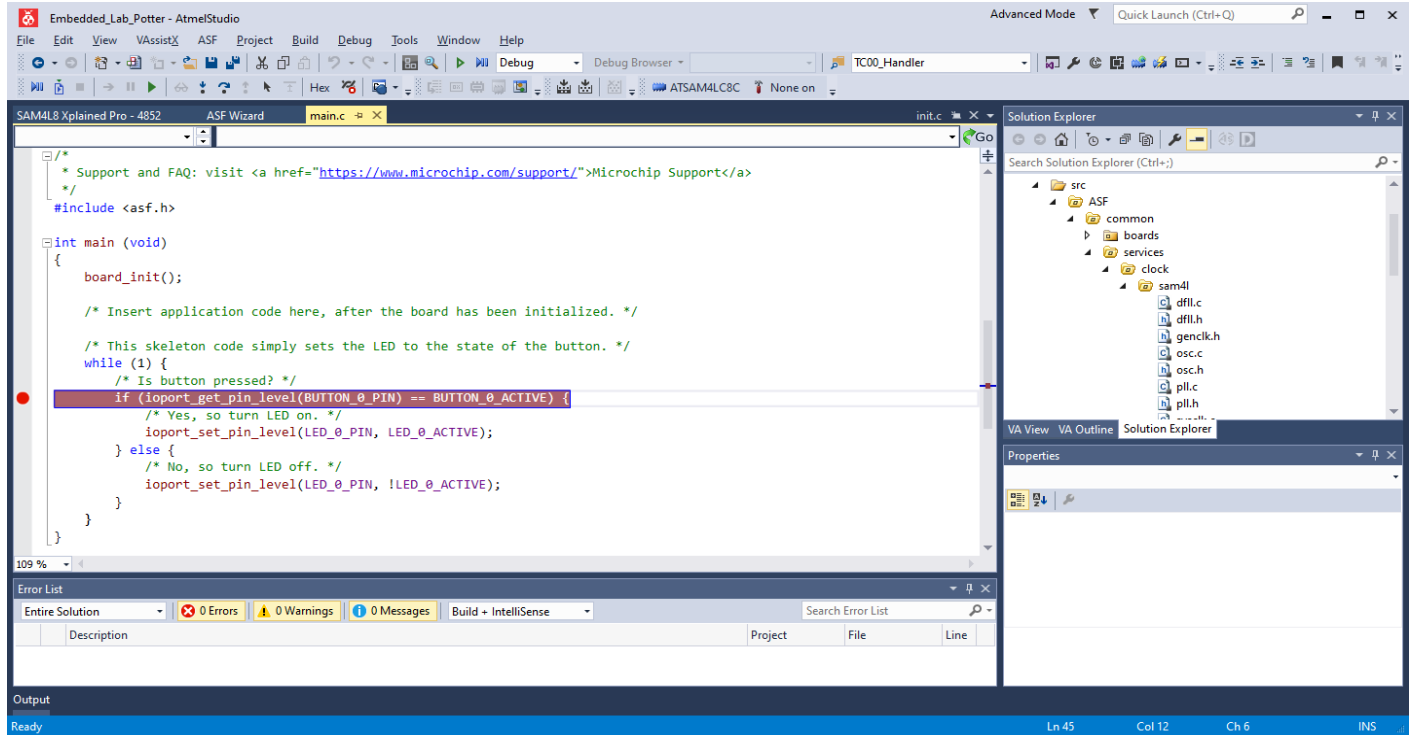 Embedded_Lab_Potter - AtmelStudio
Advanced Mode
Quick Launch (Ctrl+Q)
File Edit View VAssistX ASF Project Build Debug Tools Window Help
Debug
Debug Browser
TC00_Handler
Hex
ATSAM4LC8C
None on
SAM4L8 Xplained Pro - 4852
ASF Wizard
main.c
init.c
Go
/*
* Support and FAQ: visit <a href="https://www.microchip.com/support/">Microchip Support</a>
*/
#include <asf.h>
int main (void)
{
board_init();
/* Insert application code here, after the board has been initialized. */
/* This skeleton code simply sets the LED to the state of the button. */
while (1) {
/* Is button pressed? */
if (ioport_get_pin_level(BUTTON_0_PIN) == BUTTON_0_ACTIVE) {
/* Yes, so turn LED on. */
ioport_set_pin_level(LED_0_PIN, LED_0_ACTIVE);
} else {
/* No, so turn LED off. */
ioport_set_pin_level(LED_0_PIN, !LED_0_ACTIVE);
}
}
}
109 %
Solution Explorer
Search Solution Explorer (Ctrl+;)
src
ASF
common
boards
services
clock
sam4l
dfll.c
dfll.h
genclk.h
osc.c
osc.h
pll.c
pll.h
VA View VA Outline Solution Explorer
Properties
Error List
Entire Solution
0 Errors
0 Warnings
0 Messages
Build + IntelliSense
Search Error List
Description
Project
File
Line
Output
Ready
Ln 45
Col 12
Ch 6
INS